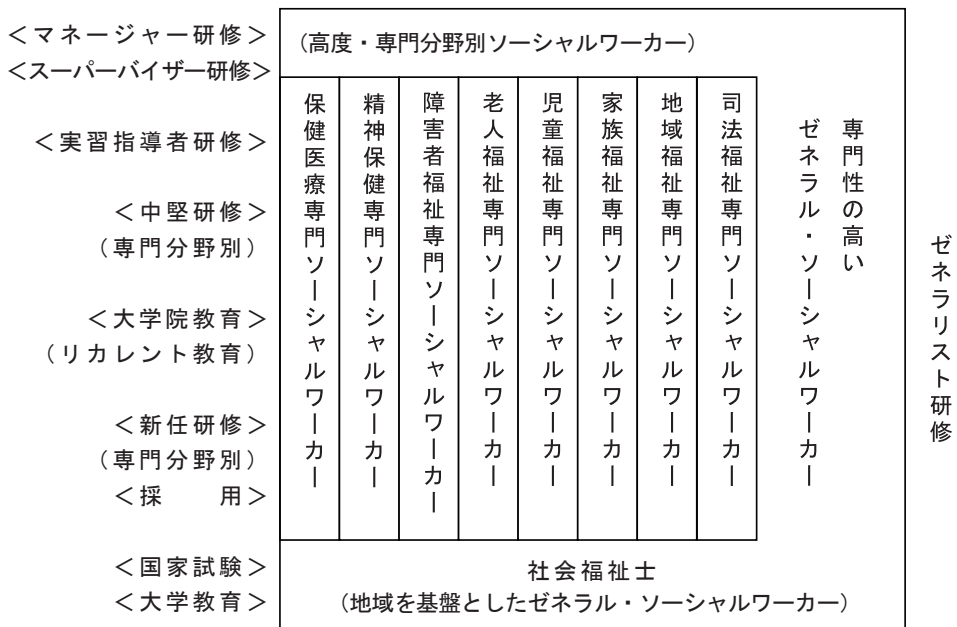 ＜マネージャー研修＞
＜スーパーバイザー研修＞
＜実習指導者研修＞
＜中堅研修＞
（専門分野別）
＜大学院教育＞
（リカレント教育）
＜新任研修＞
（専門分野別）
＜採　　用＞
＜国家試験＞
＜大学教育＞
（高度・専門分野別ソーシャルワーカー）
保健医療専門ソーシャルワーカー
精神保健専門ソーシャルワーカー
障害者福祉専門ソーシャルワーカー
老人福祉専門ソーシャルワーカー
児童福祉専門ソーシャルワーカー
家族福祉専門ソーシャルワーカー
地域福祉専門ソーシャルワーカー
司法福祉専門ソーシャルワーカー
専門性の高い
ゼネラル・ソーシャルワーカー
社会福祉士
（地域を基盤としたゼネラル・ソーシャルワーカー）
ゼネラリスト研修